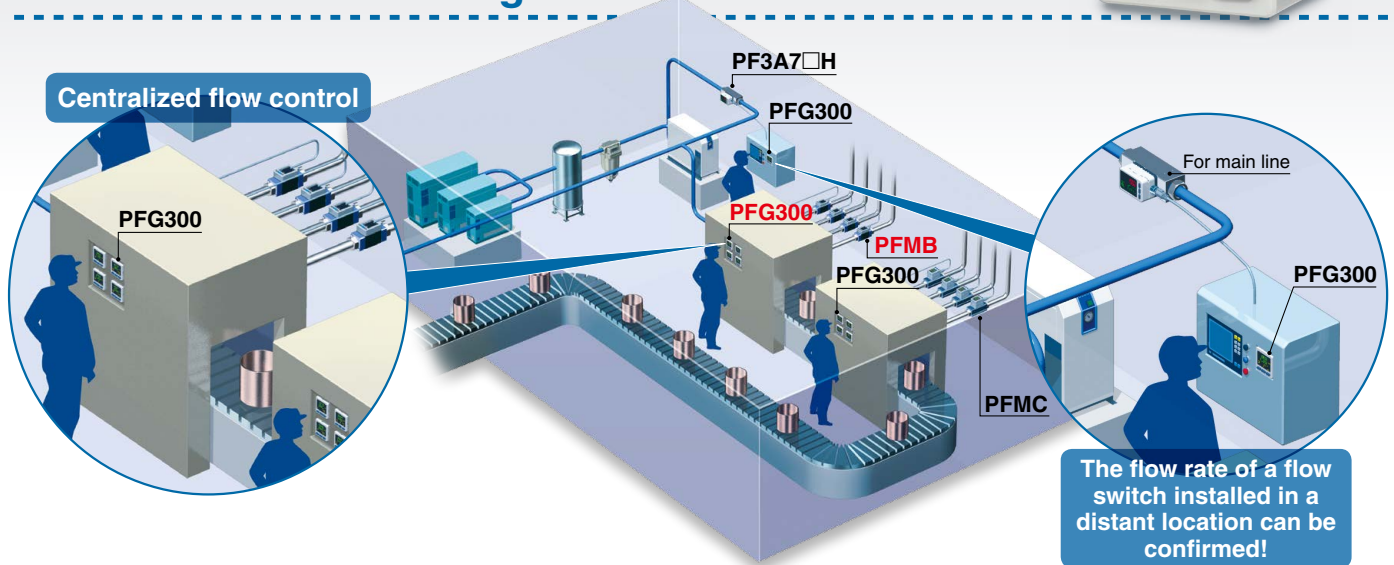 Centralized flow control
PFG300
PF3A7□H
PFG300
PFG300
PFMB
PFG300
PFMC
For main line
PFG300
The flow rate of a flow
switch installed in a
distant location can be
confirmed!